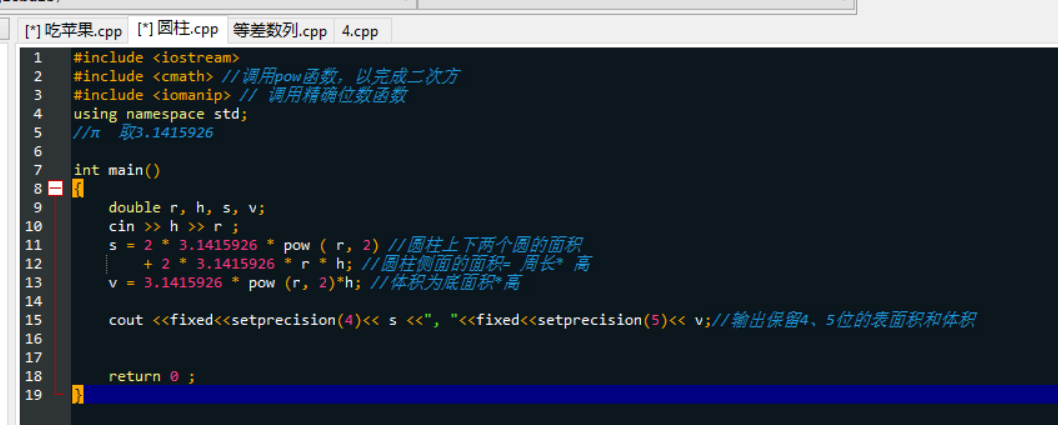 [*] 吃苹果.cpp [*] 圆柱.cpp 等差数列.cpp 4.cpp
1 #include <iostream>
2 #include <cmath> //调用pow函数，以完成二次方
3 #include <iomanip> // 调用精确位数函数
4 using namespace std;
5 //π  取3.1415926
6
7 int main()
8 {
9     double r, h, s, v;
10     cin >> h >> r ;
11     s = 2 * 3.1415926 * pow ( r, 2) //圆柱上下两个圆的面积
12         + 2 * 3.1415926 * r * h; //圆柱侧面的面积= 周长* 高
13     v = 3.1415926 * pow (r, 2)*h; //体积为底面积*高
14
15     cout <<fixed<<setprecision(4)<< s <<", "<<fixed<<setprecision(5)<< v;//输出保留4、5位的表面积和体积
16
17
18     return 0 ;
19 }